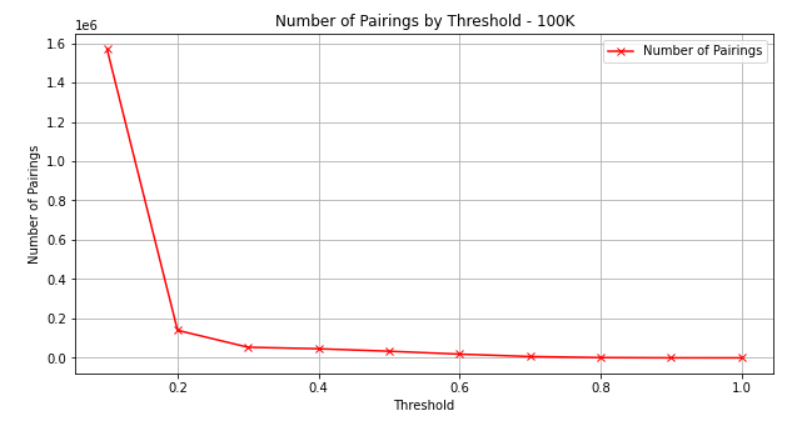 Number of Pairings by Threshold - 100K
1e6
Number of Pairings
1.6
1.4
1.2
1.0
0.8
0.6
0.4
0.2
0.0
Number of Pairings
0.2 0.4 0.6 0.8 1.0
Threshold